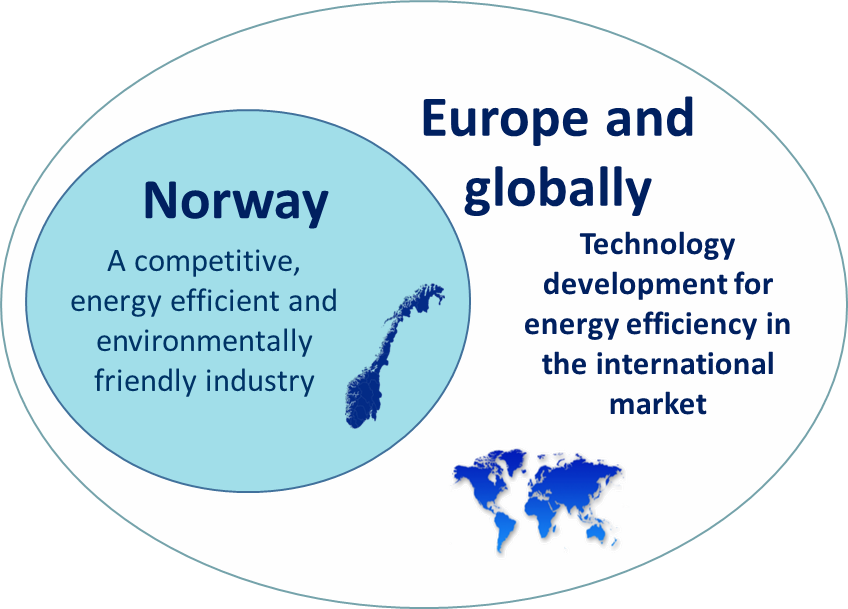 Norway
A competitive,
energy efficient and
environmentally
friendly industry
Europe and
globally
Technology
development for
energy efficiency in
the international
market